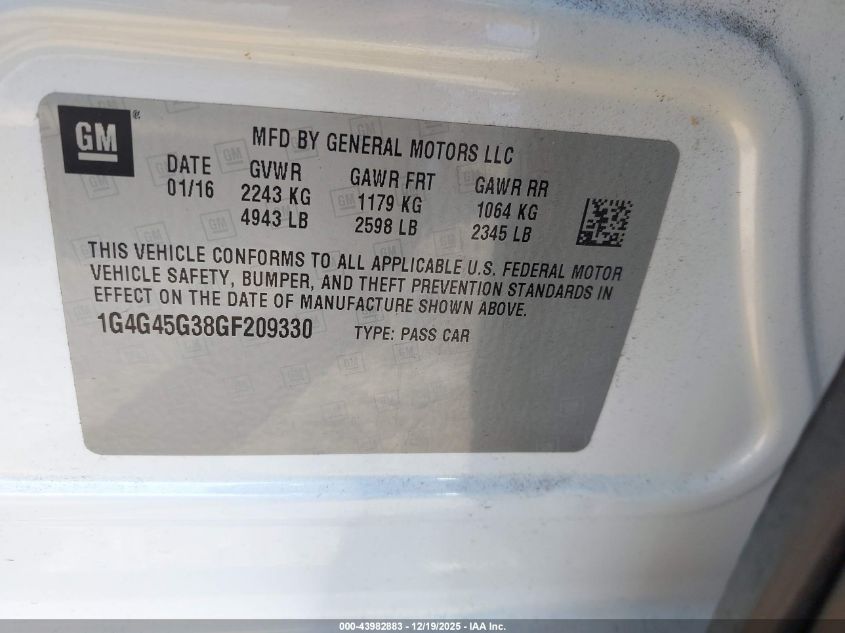 GM
MFD BY GENERAL MOTORS LLC
DATE GVWR GAWR FRT GAWR RR
01/16 2243 KG 1179 KG 1064 KG
4943 LB 2598 LB 2345 LB
THIS VEHICLE CONFORMS TO ALL APPLICABLE U.S. FEDERAL MOTOR
VEHICLE SAFETY, BUMPER, AND THEFT PREVENTION STANDARDS IN
EFFECT ON THE DATE OF MANUFACTURE SHOWN ABOVE.
1G4G45G38GF209330 TYPE: PASS CAR
000-43982883 - 12/19/2025 - IAA Inc.